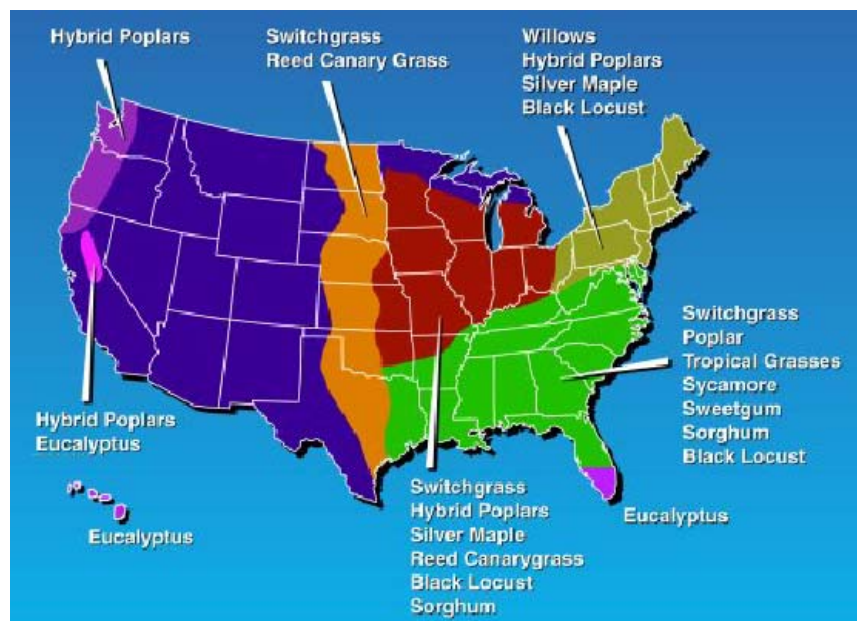 Hybrid Poplars
Switchgrass
Reed Canary Grass
Willows
Hybrid Poplars
Silver Maple
Black Locust
Switchgrass
Poplar
Tropical Grasses
Sycamore
Sweetgum
Sorghum
Black Locust
Hybrid Poplars
Eucalyptus
Eucalyptus
Switchgrass
Hybrid Poplars
Silver Maple
Reed Canarygrass
Black Locust
Sorghum
Eucalyptus